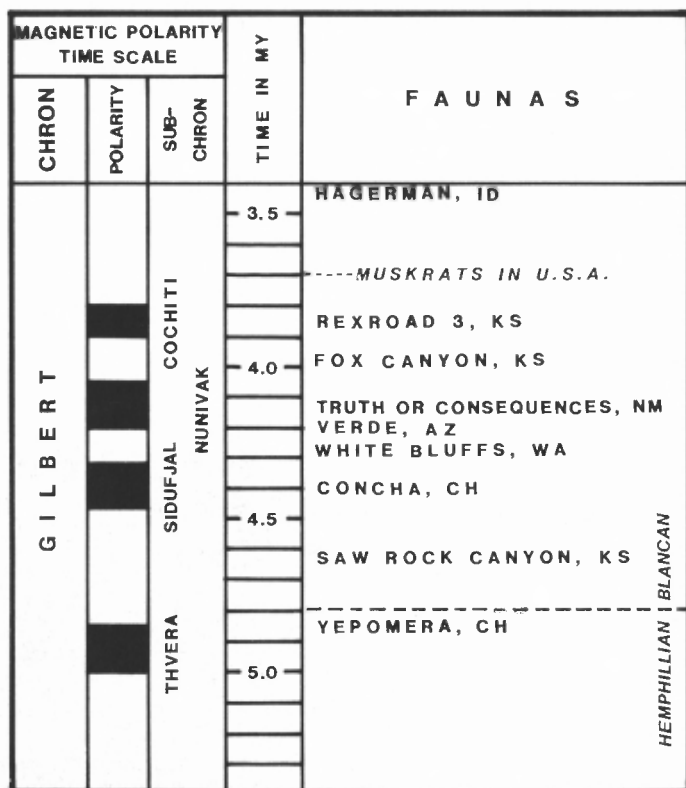 MAGNETIC POLARITY
TIME SCALE
CHRON
POLARITY
SUB-
CHRON
TIME IN MY
FAUNAS
GILBERT
COCHITI
NUNIVAK
SIDUFJAL
THVERA
3.5
4.0
4.5
5.0
HAGERMAN, ID
MUSKRATS IN U.S.A.
REXROAD 3, KS
FOX CANYON, KS
TRUTH OR CONSEQUENCES, NM
VERDE, AZ
WHITE BLUFFS, WA
CONCHA, CH
SAW ROCK CANYON, KS
YEPOMERA, CH
BLANCAN
HEMPHILLIAN